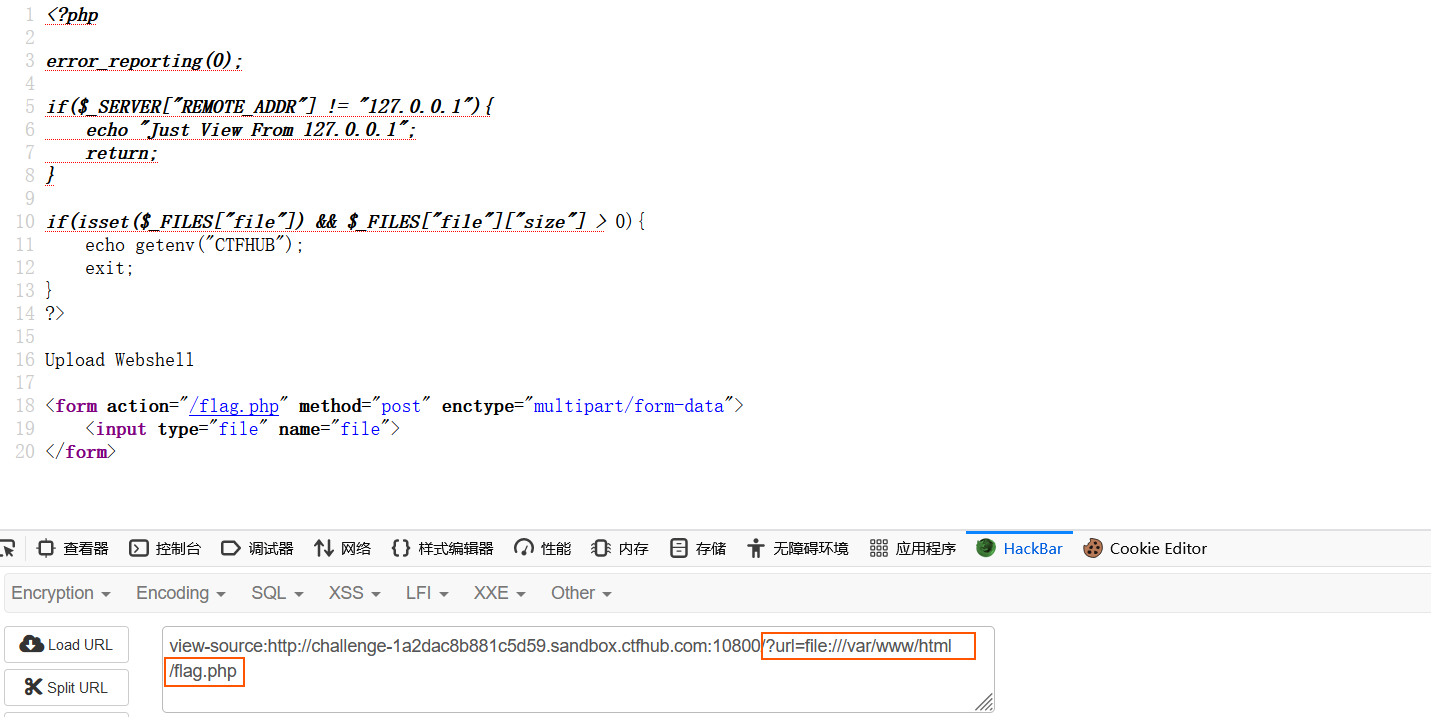 1 <?php
2
3 error_reporting(0);
4
5 if($_SERVER["REMOTE_ADDR"] != "127.0.0.1"){
6     echo "Just View From 127.0.0.1";
7     return;
8 }
9
10 if(isset($_FILES["file"]) && $_FILES["file"]["size"] > 0){
11     echo getenv("CTFHUB");
12     exit;
13 }
14 ?>
15
16 Upload Webshell
17
18 <form action="/flag.php" method="post" enctype="multipart/form-data">
19     <input type="file" name="file">
20 </form>
查看器 控制台 调试器 网络 样式编辑器 性能 内存 存储 无障碍环境 应用程序 HackBar Cookie Editor
Encryption Encoding SQL XSS LFI XXE Other
Load URL
view-source:http://challenge-1a2dac8b881c5d59.sandbox.ctfhub.com:10800/?url=file:///var/www/html
/flag.php
Split URL